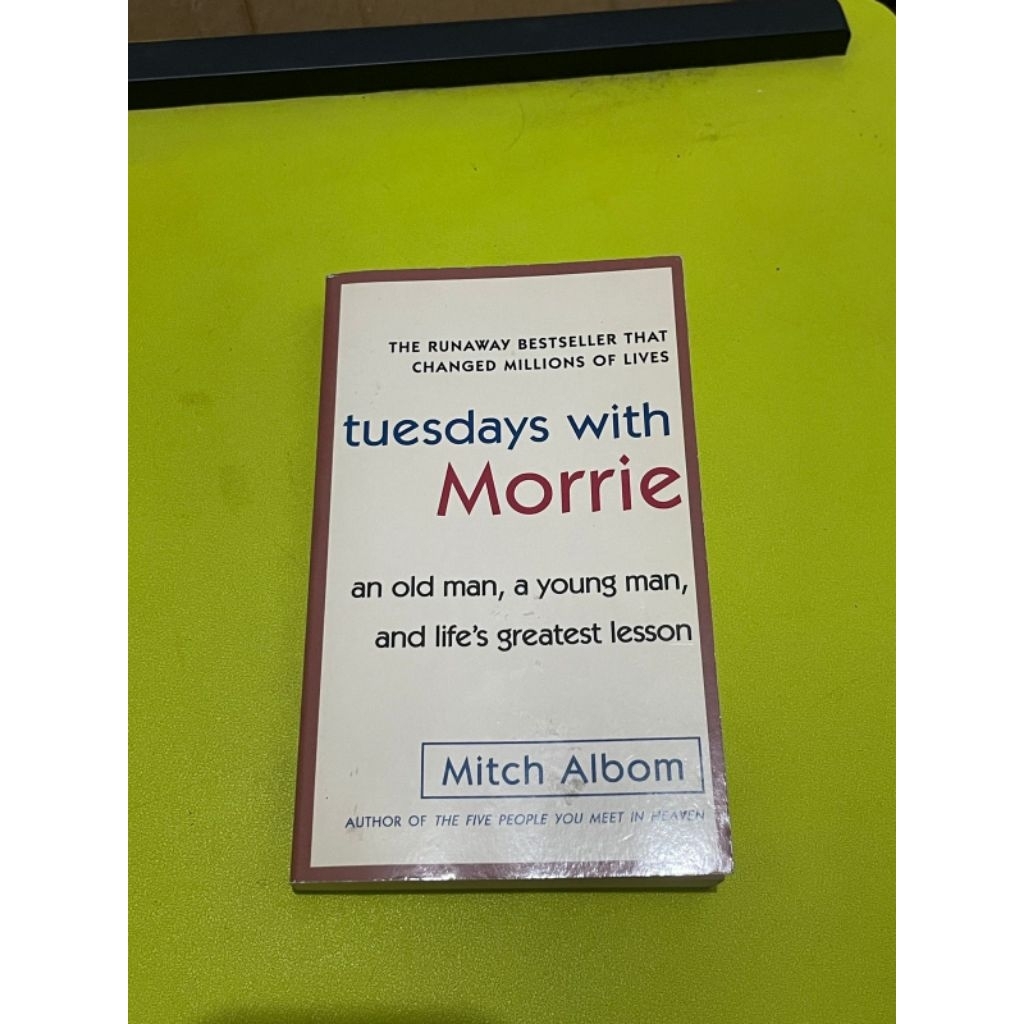 THE RUNAWAY BESTSELLER THAT
CHANGED MILLIONS OF LIVES
tuesdays with
Morrie
an old man, a young man,
and life's greatest lesson
Mitch Albom
AUTHOR OF THE FIVE PEOPLE YOU MEET IN HEAVEN